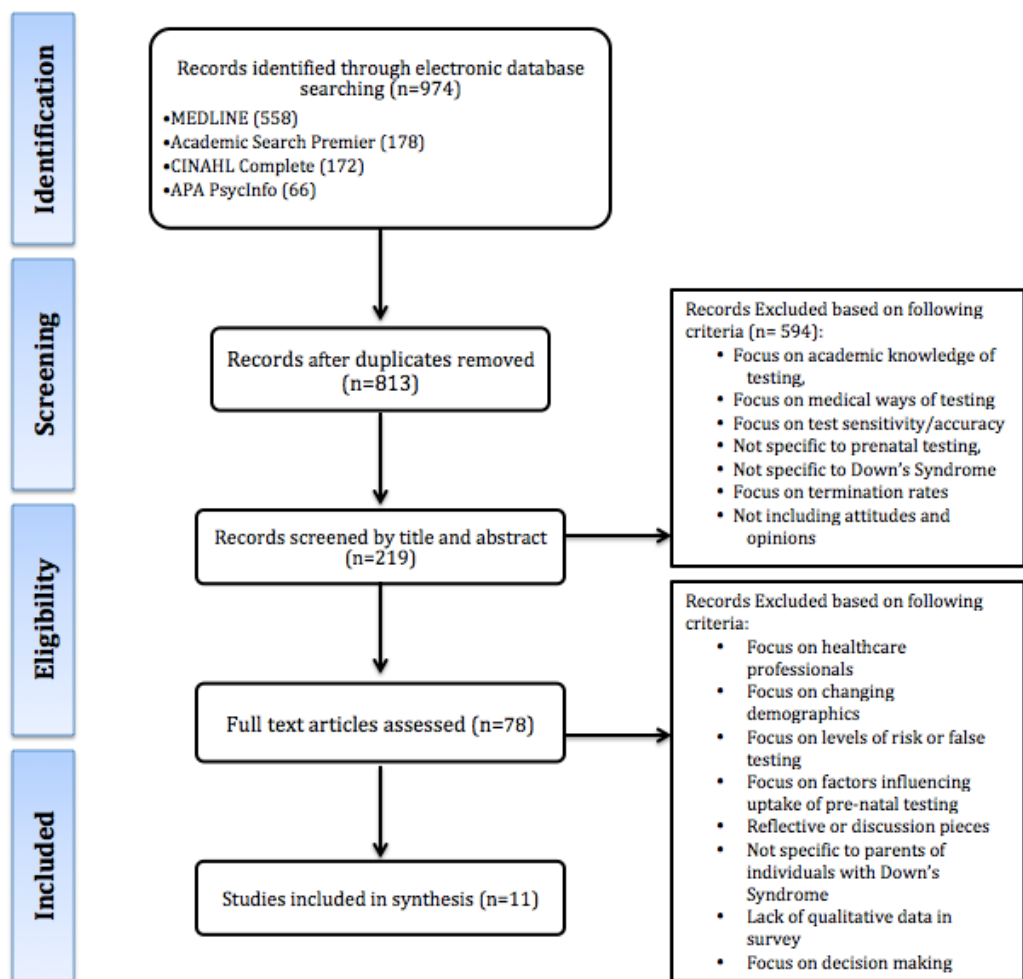 Identification
Records identified through electronic database
searching (n=974)
•MEDLINE (558)
•Academic Search Premier (178)
•CINAHL Complete (172)
•APA PsycInfo (66)
Screening
Records after duplicates removed
(n=813)
Records Excluded based on following
criteria (n= 594):
• Focus on academic knowledge of
testing,
• Focus on medical ways of testing
• Focus on test sensitivity/accuracy
• Not specific to prenatal testing,
• Not specific to Down's Syndrome
• Focus on termination rates
• Not including attitudes and
opinions
Eligibility
Records screened by title and abstract
(n=219)
Full text articles assessed (n=78)
Records Excluded based on following
criteria:
• Focus on healthcare
professionals
• Focus on changing
demographics
• Focus on levels of risk or false
testing
• Focus on factors influencing
uptake of pre-natal testing
• Reflective or discussion pieces
• Not specific to parents of
individuals with Down's
Syndrome
• Lack of qualitative data in
survey
• Focus on decision making
Included
Studies included in synthesis (n=11)